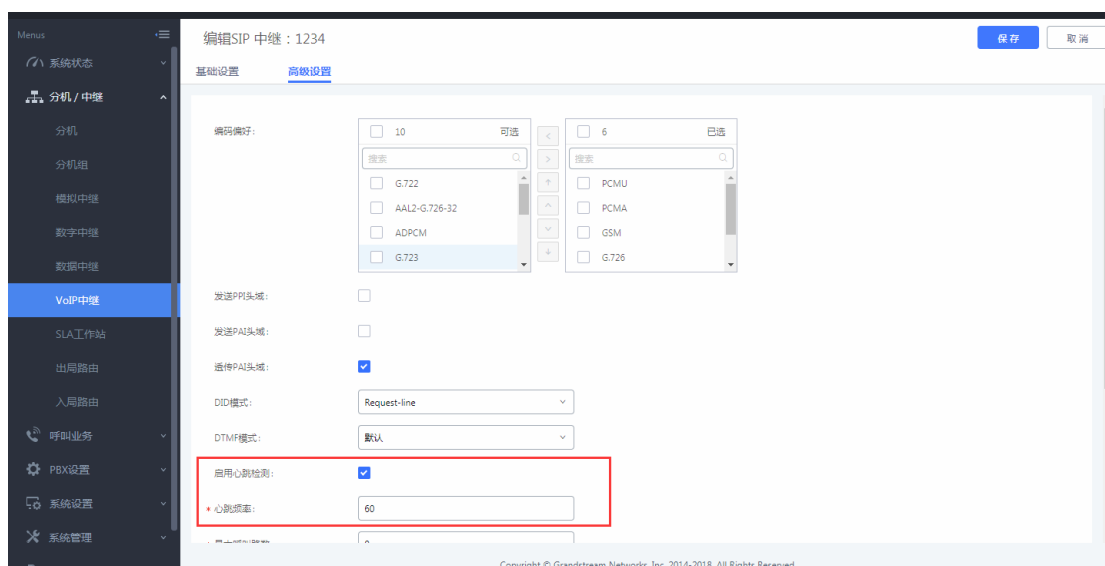 Menus
系统状态
分机 / 中继
分机
分机组
模拟中继
数字中继
数据中继
VoIP中继
SLA工作站
出局路由
入局路由
呼叫业务
PBX设置
系统设置
系统管理
编辑SIP 中继：1234
保存
取消
基础设置
高级设置
编码偏好:
10 可选
搜索
G.722
AAL2-G.726-32
ADPCM
G.723
6 已选
搜索
PCMU
PCMA
GSM
G.726
发送PPI头域:
发送PAI头域:
透传PAI头域:
DID模式:
Request-line
DTMF模式:
默认
启用心跳检测:
* 心跳频率:
60
Copyright © Grandstream Networks, Inc. 2014-2018. All Rights Reserved.